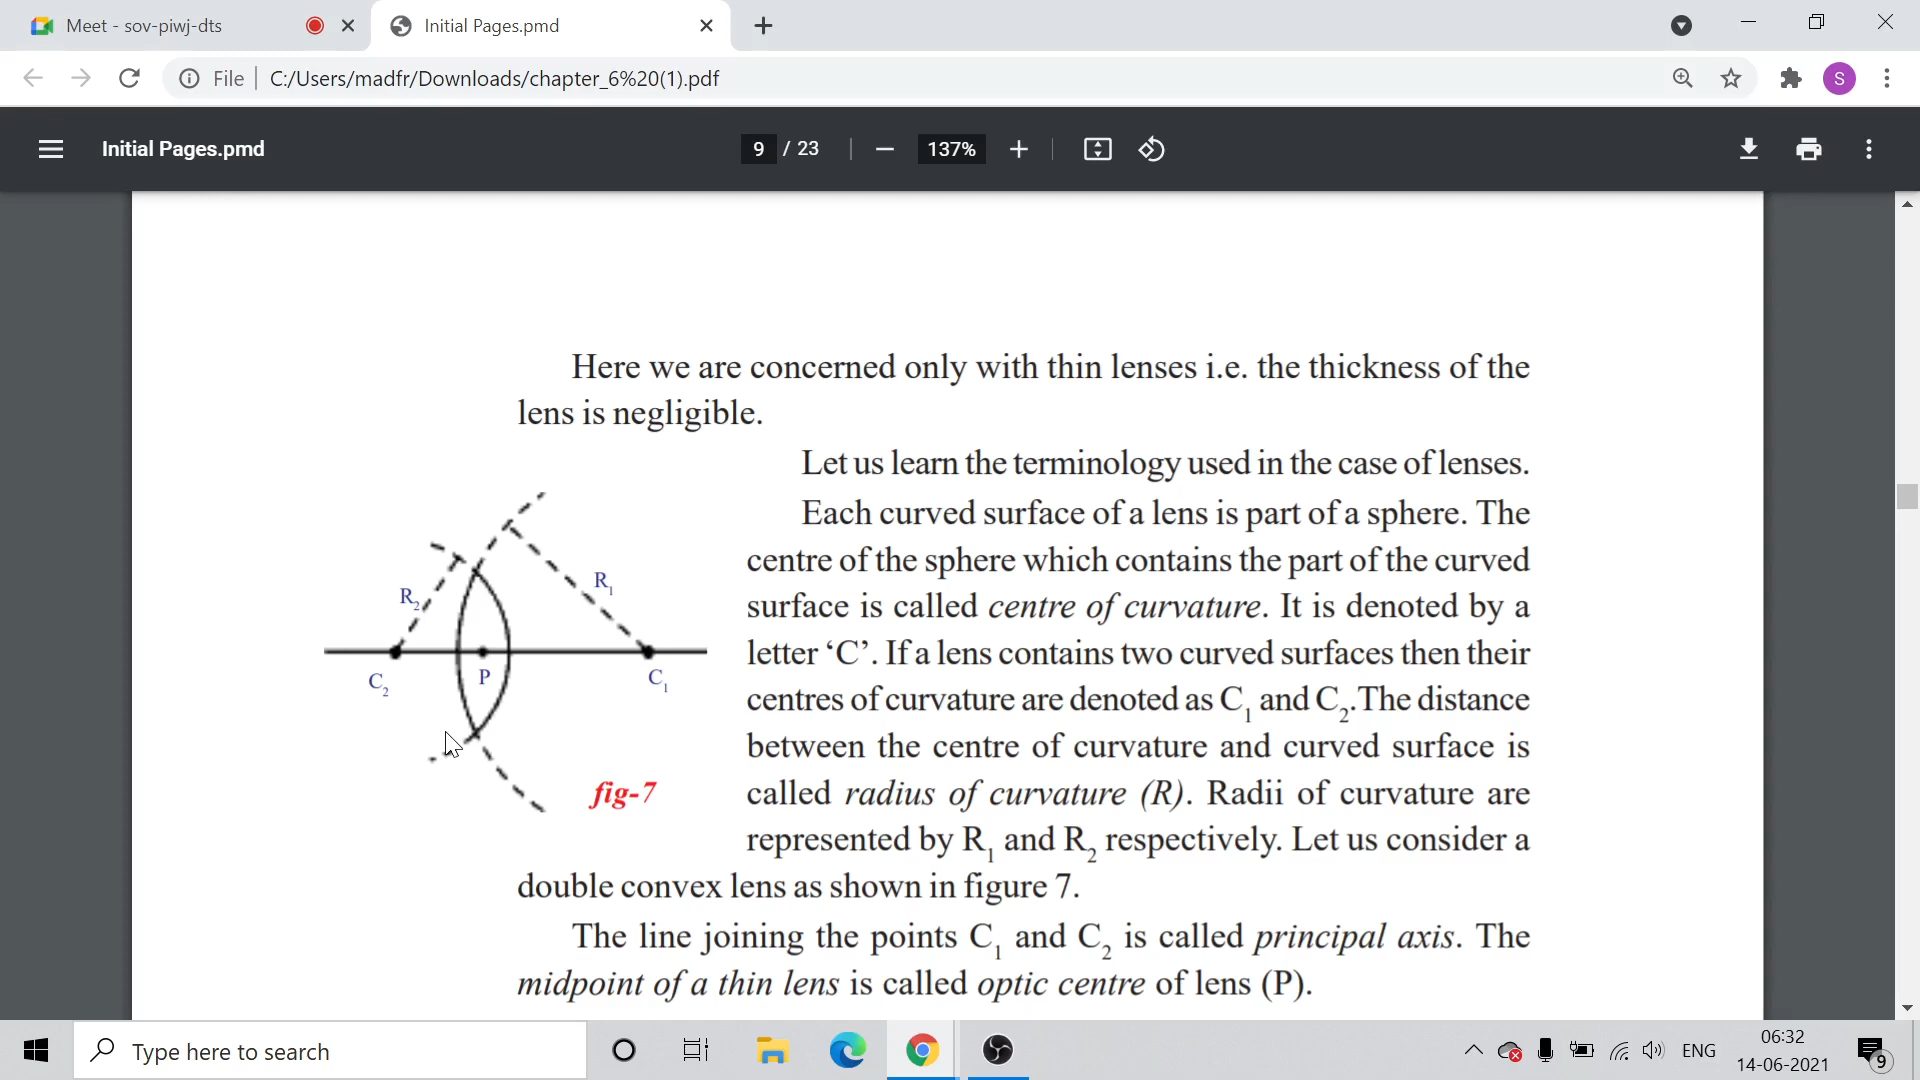 Meet - sov-piwj-dts
Initial Pages.pmd
File
C:/Users/madfr/Downloads/chapter_6%20(1).pdf
S
Initial Pages.pmd
9 / 23
137%
Here we are concerned only with thin lenses i.e. the thickness of the
lens is negligible.
Let us learn the terminology used in the case of lenses.
Each curved surface of a lens is part of a sphere. The
centre of the sphere which contains the part of the curved
surface is called centre of curvature. It is denoted by a
letter ‘C’. If a lens contains two curved surfaces then their
centres of curvature are denoted as C₁ and C₂.The distance
between the centre of curvature and curved surface is
called radius of curvature (R). Radii of curvature are
represented by R₁ and R₂ respectively. Let us consider a
double convex lens as shown in figure 7.
The line joining the points C₁ and C₂ is called principal axis. The
midpoint of a thin lens is called optic centre of lens (P).
R₂
R₁
C₂
P
C₁
fig-7
Type here to search
ENG
06:32
14-06-2021
9